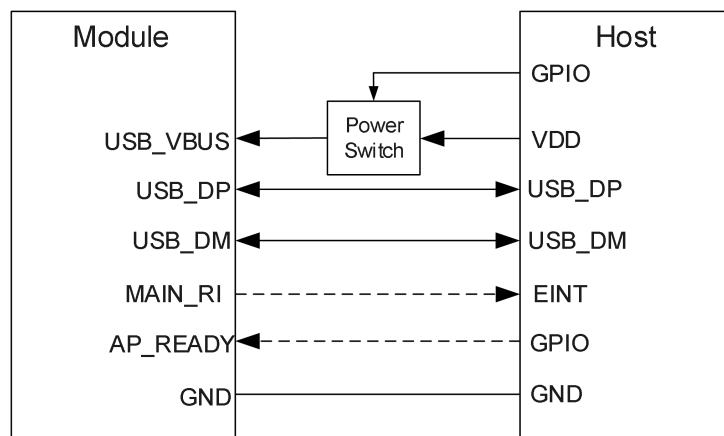 Module
Host
GPIO
Power
Switch
USB_VBUS
VDD
USB_DP
USB_DP
USB_DM
USB_DM
MAIN_RI
EINT
AP_READY
GPIO
GND
GND